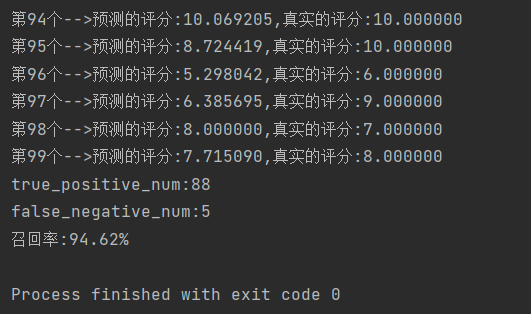 第94个-->预测的评分:10.069205,真实的评分:10.000000
第95个-->预测的评分:8.724419,真实的评分:10.000000
第96个-->预测的评分:5.298042,真实的评分:6.000000
第97个-->预测的评分:6.385695,真实的评分:9.000000
第98个-->预测的评分:8.000000,真实的评分:7.000000
第99个-->预测的评分:7.715090,真实的评分:8.000000
true_positive_num:88
false_negative_num:5
召回率:94.62%
Process finished with exit code 0